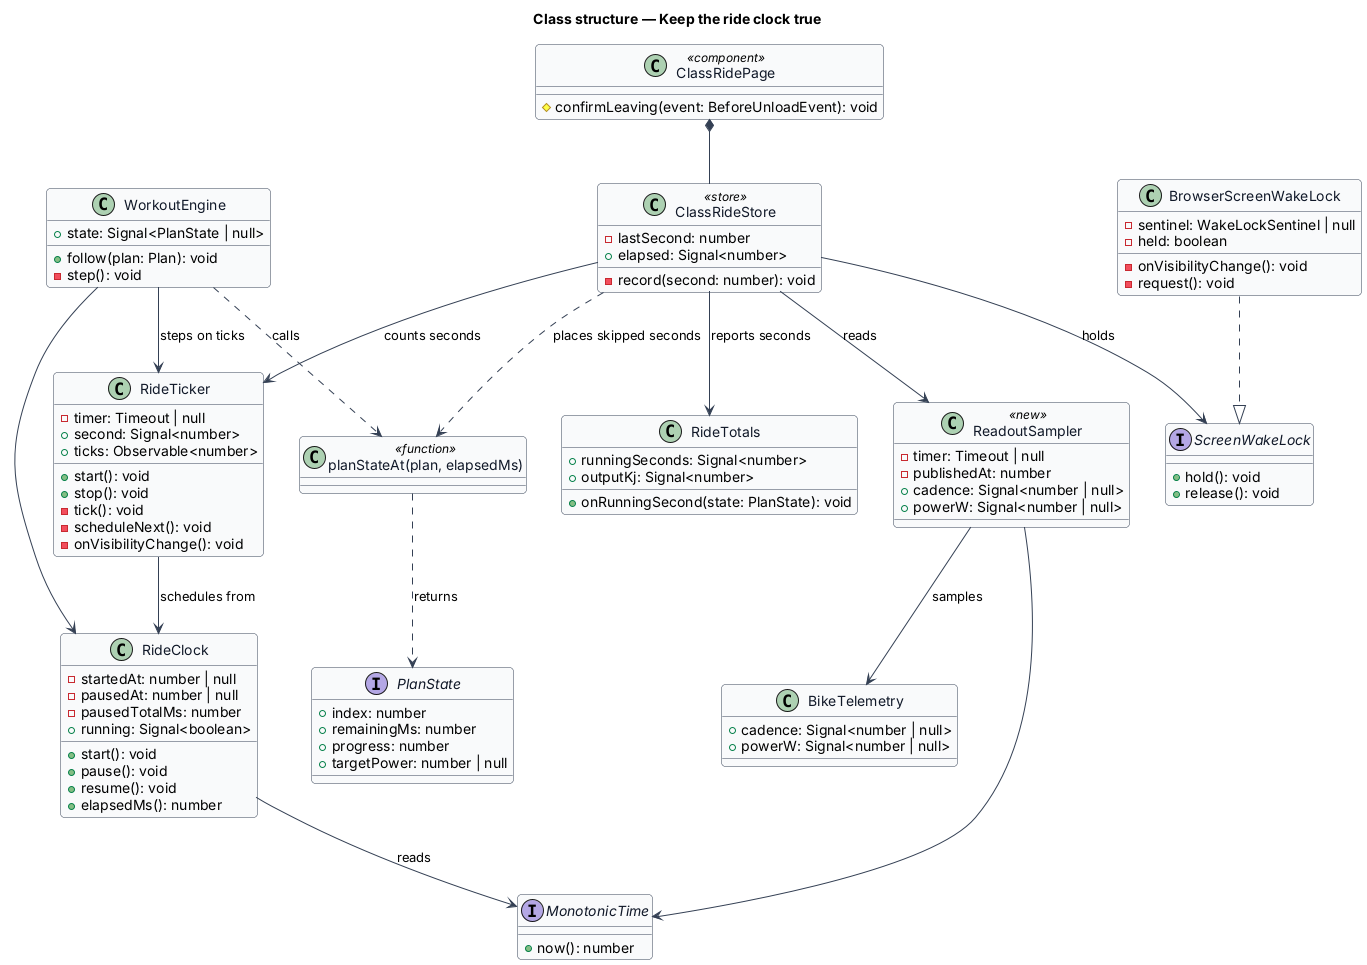 Class structure — Keep the ride clock true
«component»
ClassRidePage
confirmLeaving(event: BeforeUnloadEvent): void
WorkoutEngine
state: Signal<PlanState | null>
follow(plan: Plan): void
step(): void
«store»
ClassRideStore
lastSecond: number
elapsed: Signal<number>
record(second: number): void
BrowserScreenWakeLock
sentinel: WakeLockSentinel | null
held: boolean
onVisibilityChange(): void
request(): void
steps on ticks
calls
counts seconds
places skipped seconds
reports seconds
reads
holds
RideTicker
timer: Timeout | null
second: Signal<number>
ticks: Observable<number>
start(): void
stop(): void
tick(): void
scheduleNext(): void
onVisibilityChange(): void
«function»
planStateAt(plan, elapsedMs)
RideTotals
runningSeconds: Signal<number>
outputKj: Signal<number>
onRunningSecond(state: PlanState): void
«new»
ReadoutSampler
timer: Timeout | null
publishedAt: number
cadence: Signal<number | null>
powerW: Signal<number | null>
ScreenWakeLock
hold(): void
release(): void
schedules from
returns
samples
RideClock
startedAt: number | null
pausedAt: number | null
pausedTotalMs: number
running: Signal<boolean>
start(): void
pause(): void
resume(): void
elapsedMs(): number
PlanState
index: number
remainingMs: number
progress: number
targetPower: number | null
BikeTelemetry
cadence: Signal<number | null>
powerW: Signal<number | null>
reads
MonotonicTime
now(): number